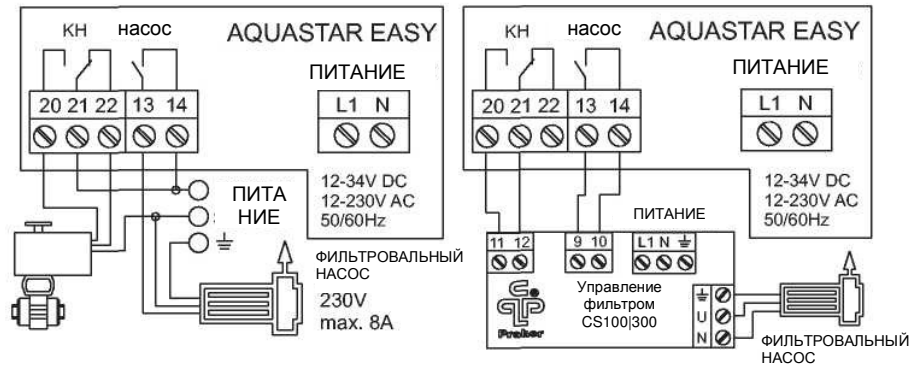 КН насос AQUASTAR EASY
ПИТАНИЕ
20 21 22 13 14 L1 N
12-34V DC
12-230V AC
50/60Hz
ПИТА
НИЕ
ФИЛЬТРОВАЛЬНЫЙ
НАСОС
230V
max. 8A
КН насос AQUASTAR EASY
ПИТАНИЕ
20 21 22 13 14 L1 N
12-34V DC
12-230V AC
50/60Hz
ПИТАНИЕ
11 12 9 10 L1 N
Управление
фильтром
CS100|300
Praher
U
N
ФИЛЬТРОВАЛЬНЫЙ
НАСОС